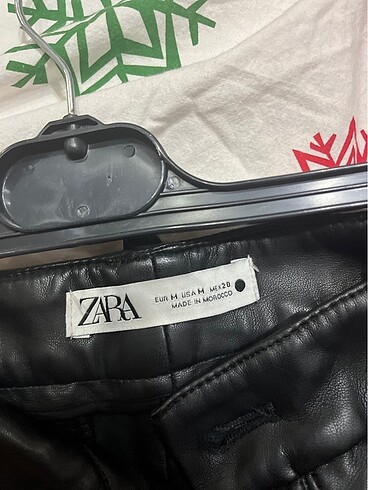 ZARA
EUR M USA M MEX 28
MADE IN MOROCCO